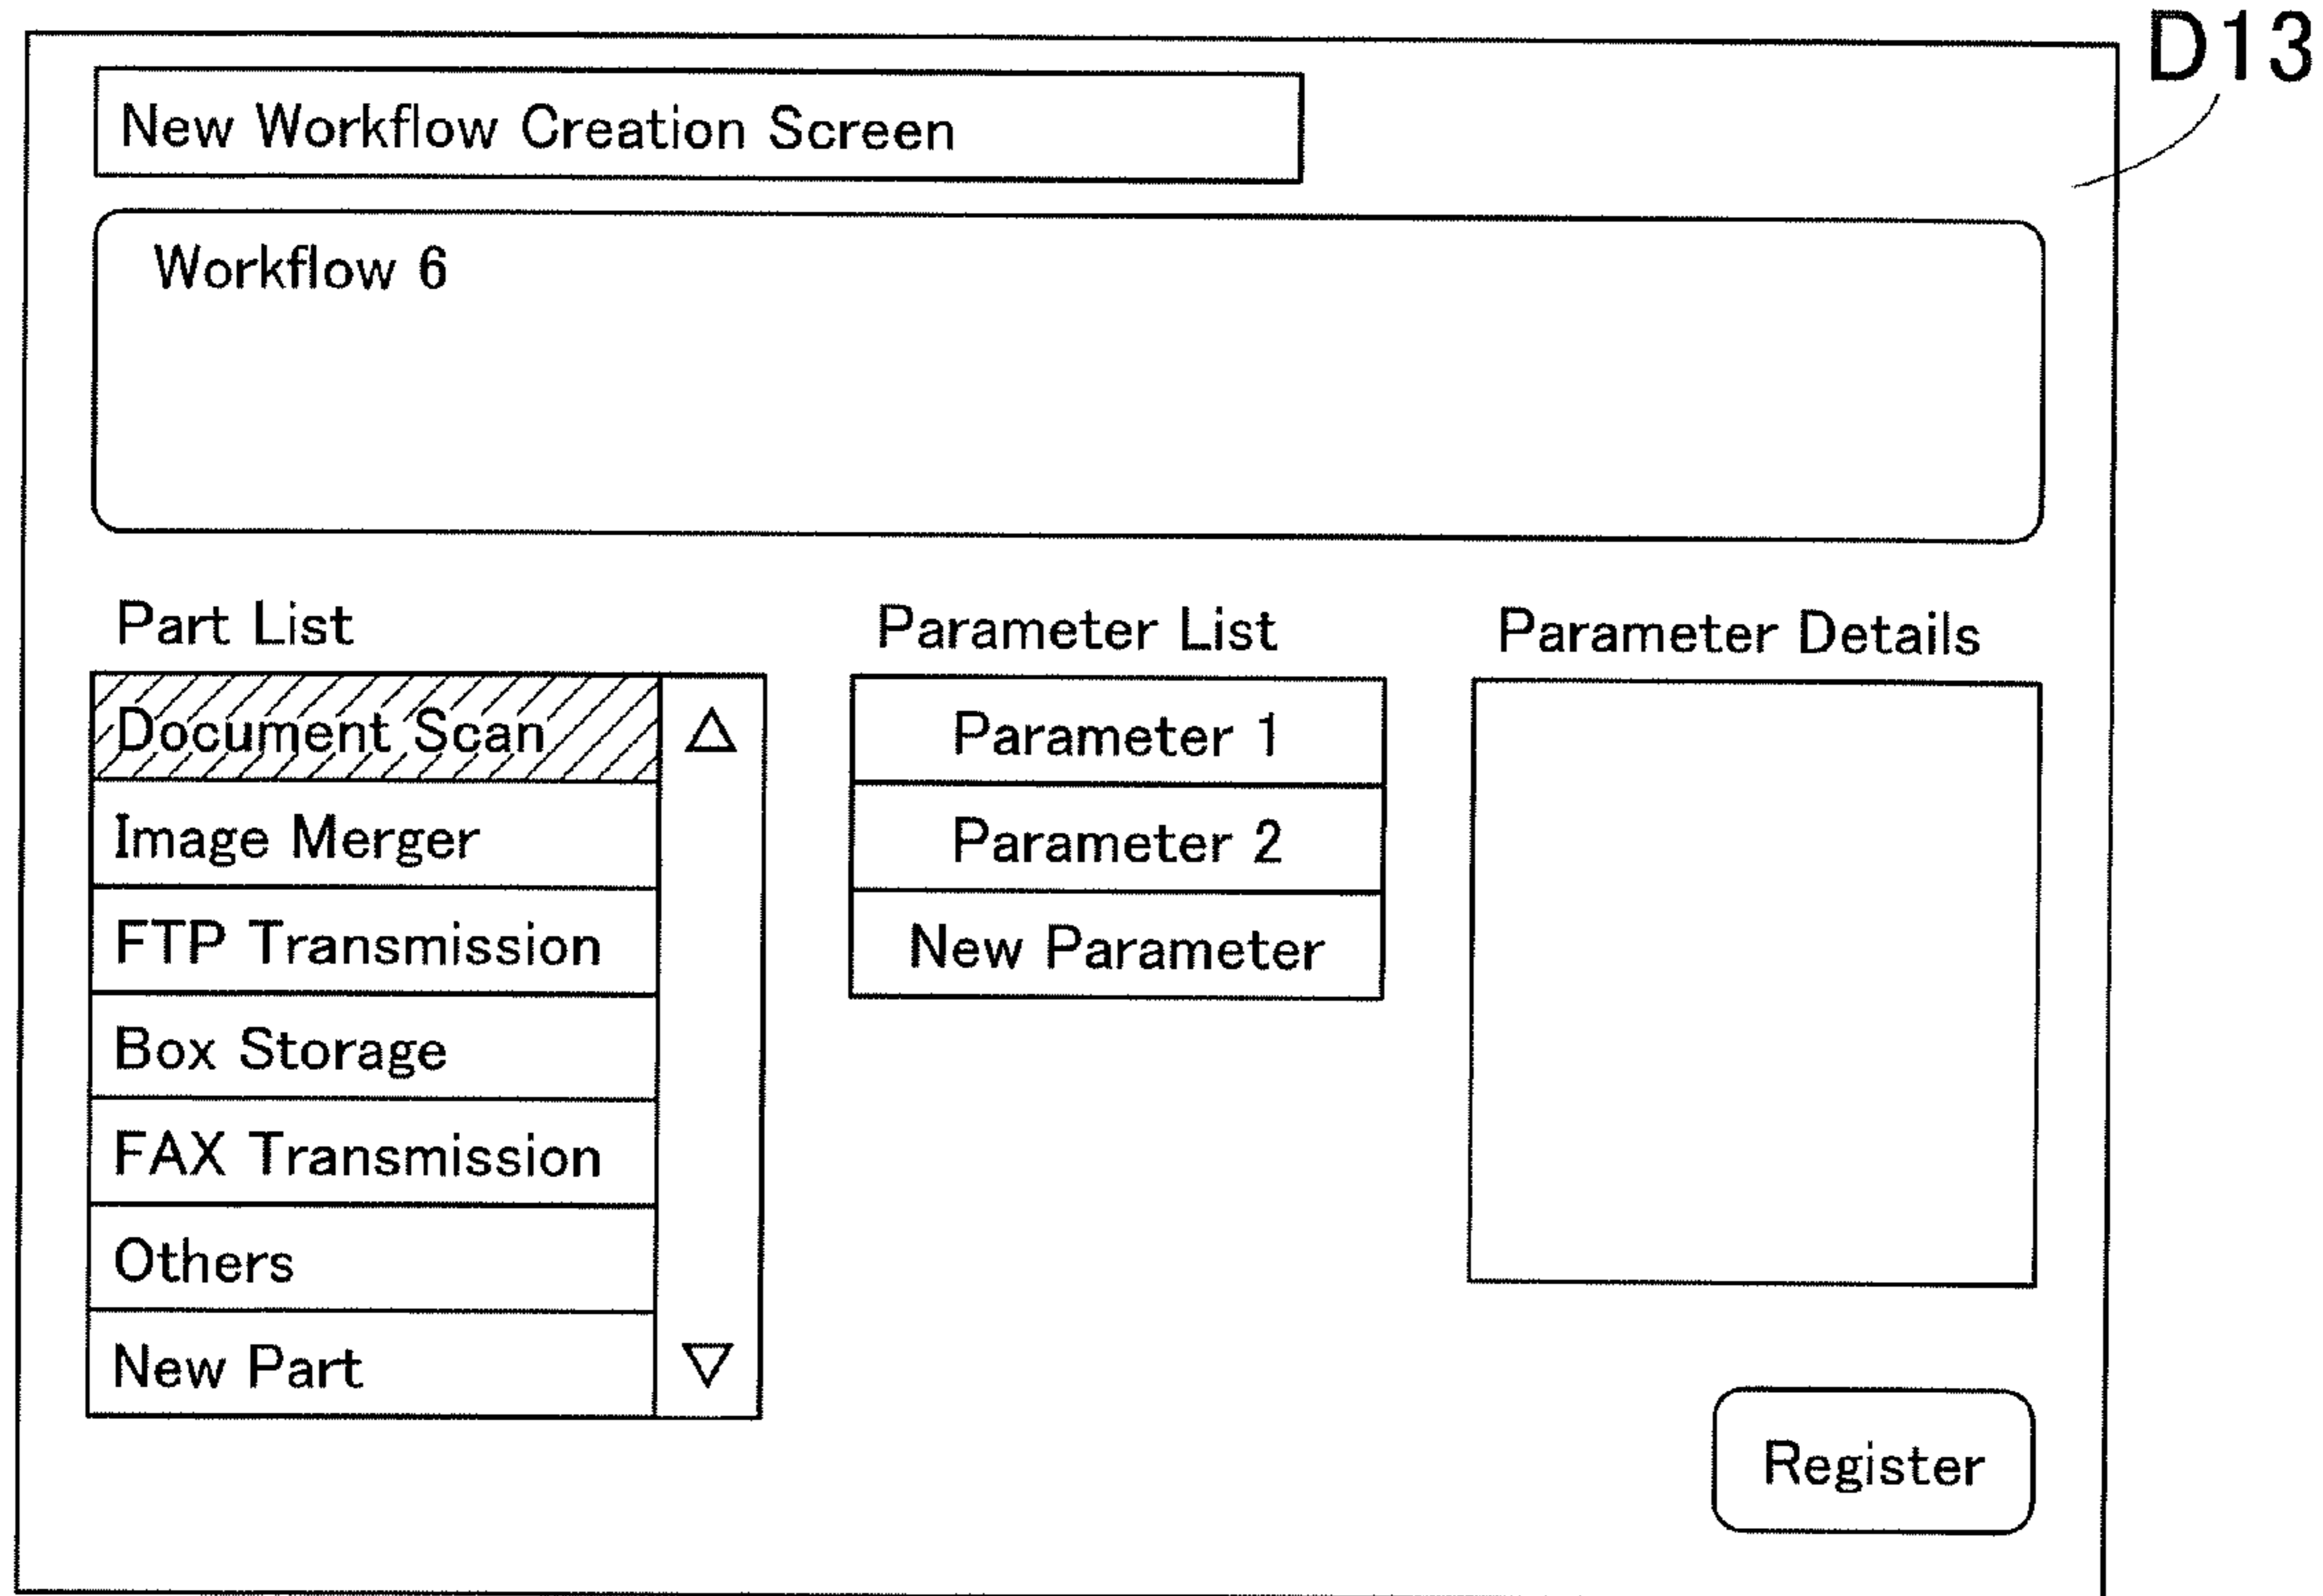 D13
New Workflow Creation Screen
Workflow 6
Part List
Document Scan
Image Merger
FTP Transmission
Box Storage
FAX Transmission
Others
New Part
Parameter List
Parameter 1
Parameter 2
New Parameter
Parameter Details
Register